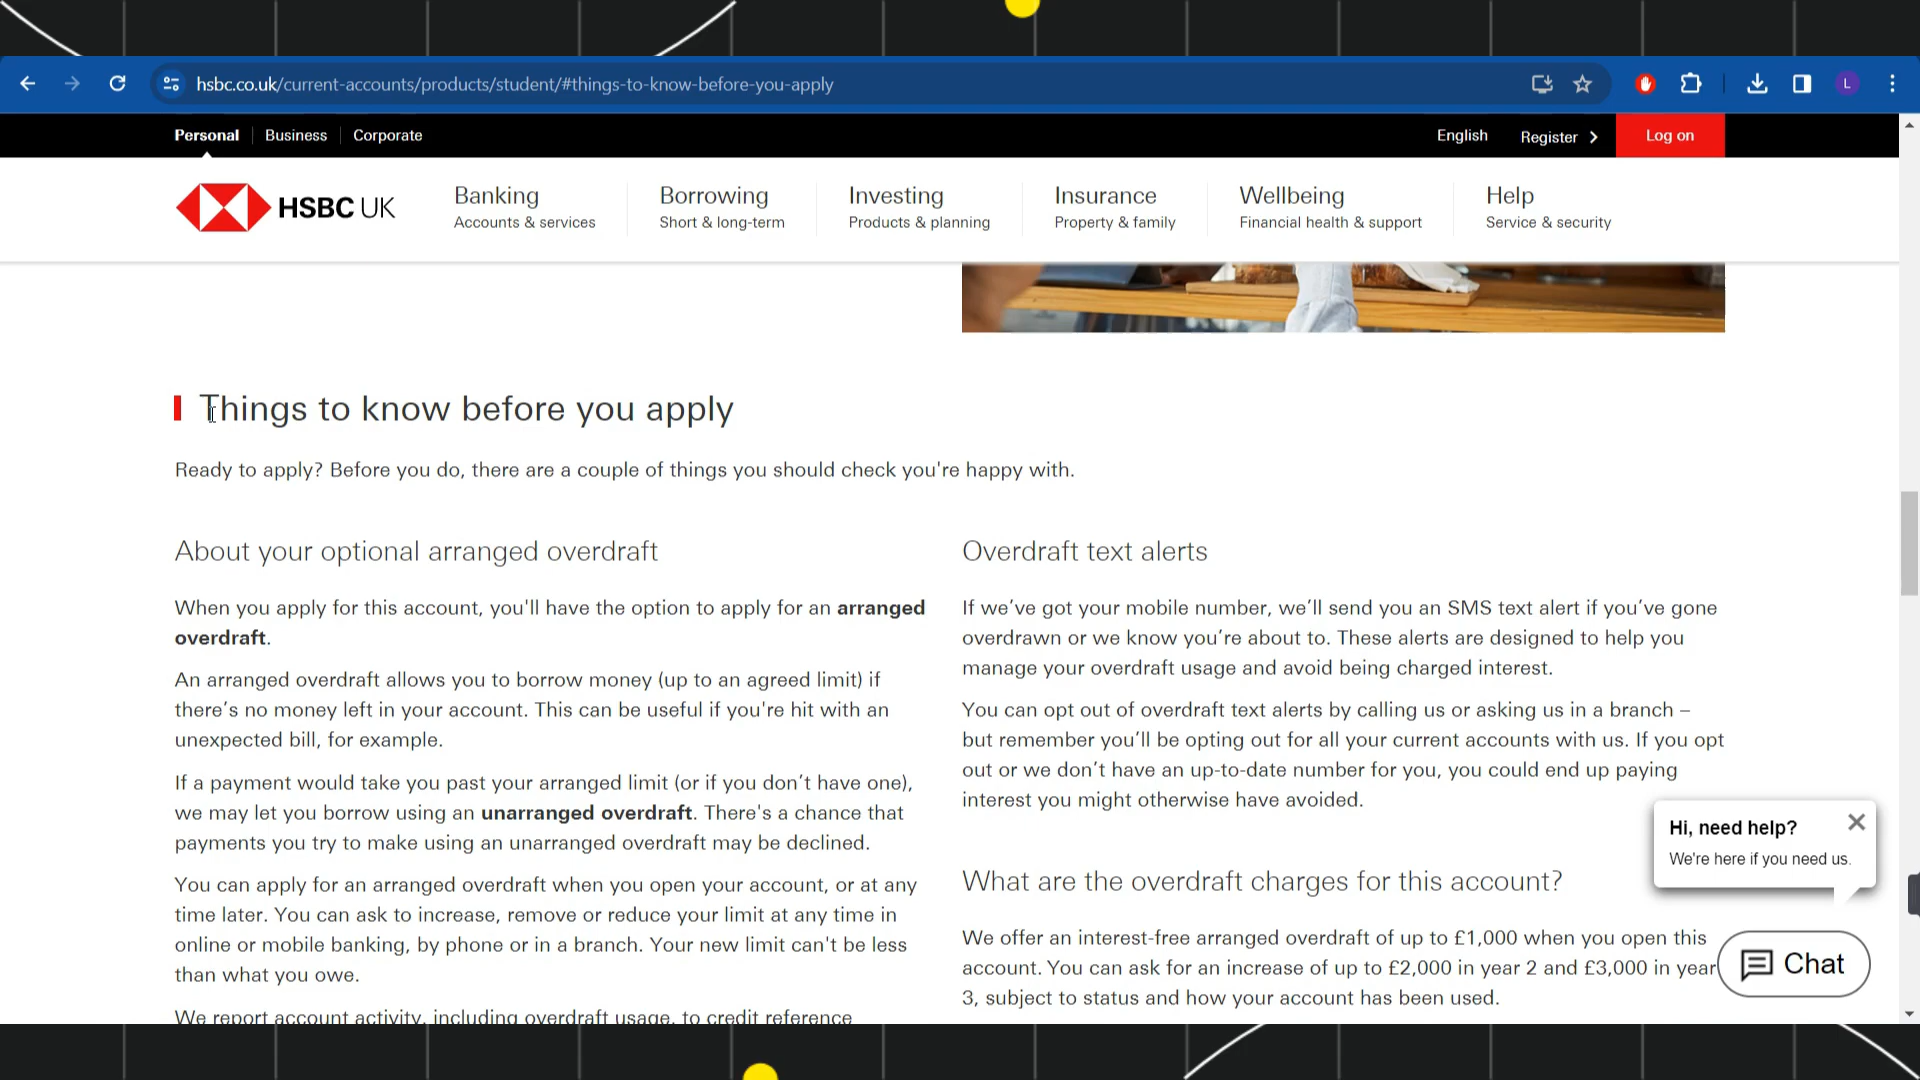 hsbc.co.uk/current-accounts/products/student/#things-to-know-before-you-apply
L
Personal
Business
Corporate
English
Register
Log on
HSBC UK
Banking
Accounts & services
Borrowing
Short & long-term
Investing
Products & planning
Insurance
Property & family
Wellbeing
Financial health & support
Help
Service & security
Things to know before you apply
Ready to apply? Before you do, there are a couple of things you should check you're happy with.
About your optional arranged overdraft
When you apply for this account, you'll have the option to apply for an arranged
overdraft.
An arranged overdraft allows you to borrow money (up to an agreed limit) if
there’s no money left in your account. This can be useful if you're hit with an
unexpected bill, for example.
If a payment would take you past your arranged limit (or if you don’t have one),
we may let you borrow using an unarranged overdraft. There's a chance that
payments you try to make using an unarranged overdraft may be declined.
You can apply for an arranged overdraft when you open your account, or at any
time later. You can ask to increase, remove or reduce your limit at any time in
online or mobile banking, by phone or in a branch. Your new limit can't be less
than what you owe.
We report account activity, including overdraft usage, to credit reference
Overdraft text alerts
If we’ve got your mobile number, we’ll send you an SMS text alert if you’ve gone
overdrawn or we know you’re about to. These alerts are designed to help you
manage your overdraft usage and avoid being charged interest.
You can opt out of overdraft text alerts by calling us or asking us in a branch –
but remember you’ll be opting out for all your current accounts with us. If you opt
out or we don’t have an up-to-date number for you, you could end up paying
interest you might otherwise have avoided.
What are the overdraft charges for this account?
We offer an interest-free arranged overdraft of up to £1,000 when you open this
account. You can ask for an increase of up to £2,000 in year 2 and £3,000 in year
3, subject to status and how your account has been used.
Hi, need help?
We're here if you need us.
Chat